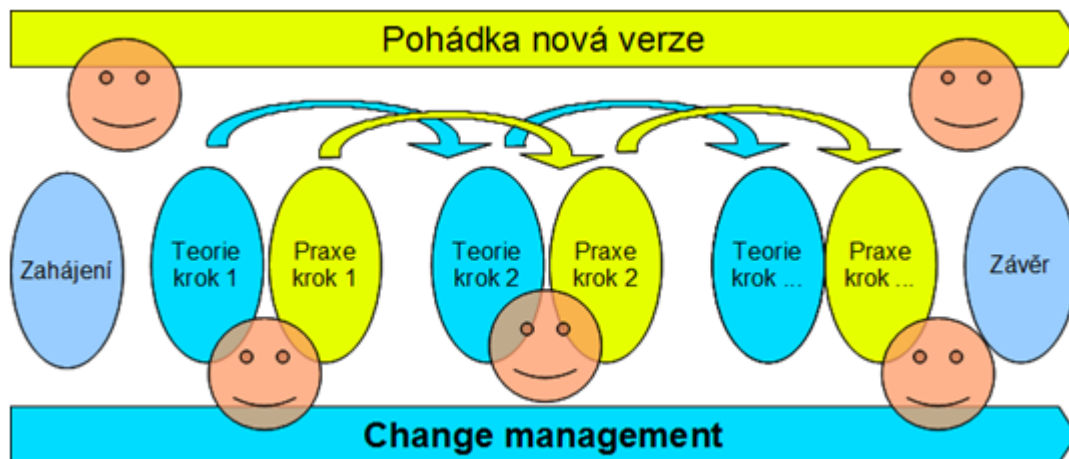 Pohádka nová verze
Zahájení
Teorie
krok 1
Praxe
krok 1
Teorie
krok 2
Praxe
krok 2
Teorie
krok ...
Praxe
krok ...
Závěr
Change management